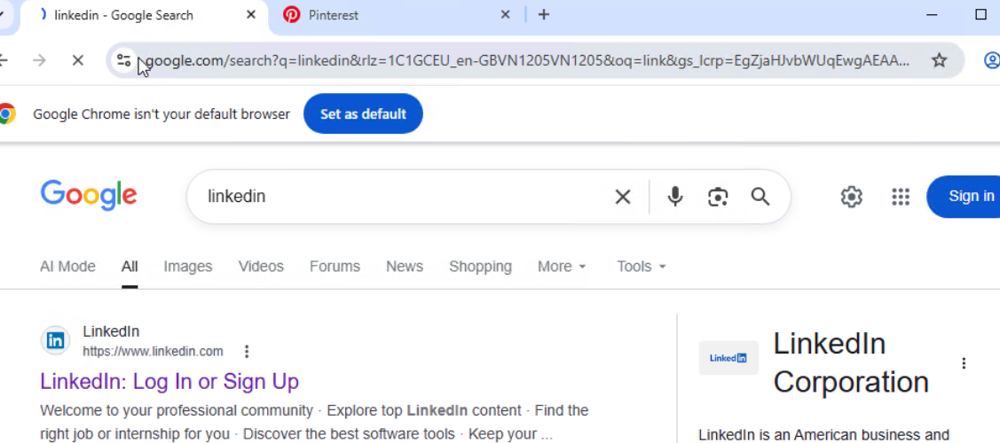 linkedin - Google Search
Pinterest
google.com/search?q=linkedin&rlz=1C1GCEU_en-GBVN1205VN1205&oq=link&gs_lcrp=EgZjaHJvbWUqEwgAEAA...
Google Chrome isn't your default browser
Set as default
Google
linkedin
Sign in
AI Mode All Images Videos Forums News Shopping More Tools
LinkedIn
https://www.linkedin.com
LinkedIn: Log In or Sign Up
Welcome to your professional community · Explore top LinkedIn content · Find the
right job or internship for you · Discover the best software tools · Keep your ...
Linked in
LinkedIn
Corporation
LinkedIn is an American business and